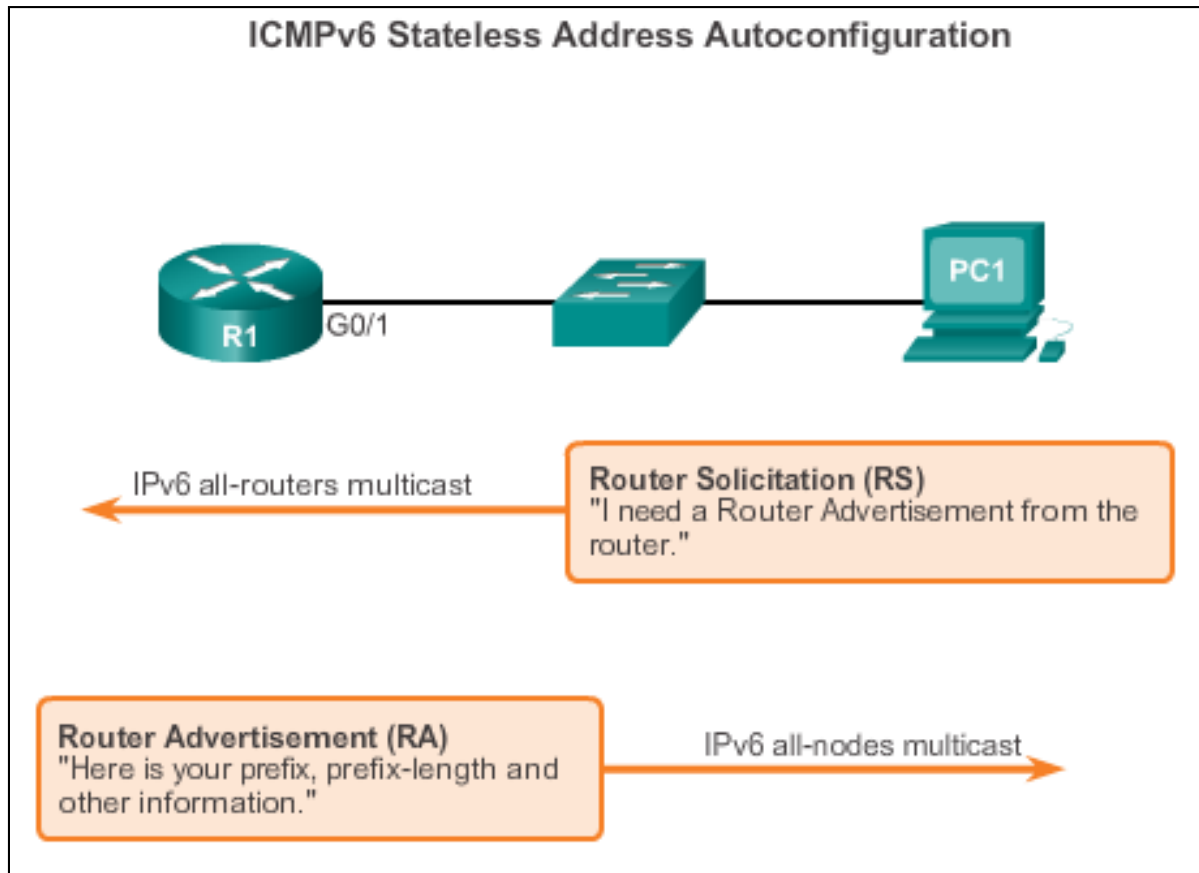 ICMPv6 Stateless Address Autoconfiguration
R1
G0/1
PC1
IPv6 all-routers multicast
Router Solicitation (RS)
"I need a Router Advertisement from the
router."
Router Advertisement (RA)
"Here is your prefix, prefix-length and
other information."
IPv6 all-nodes multicast